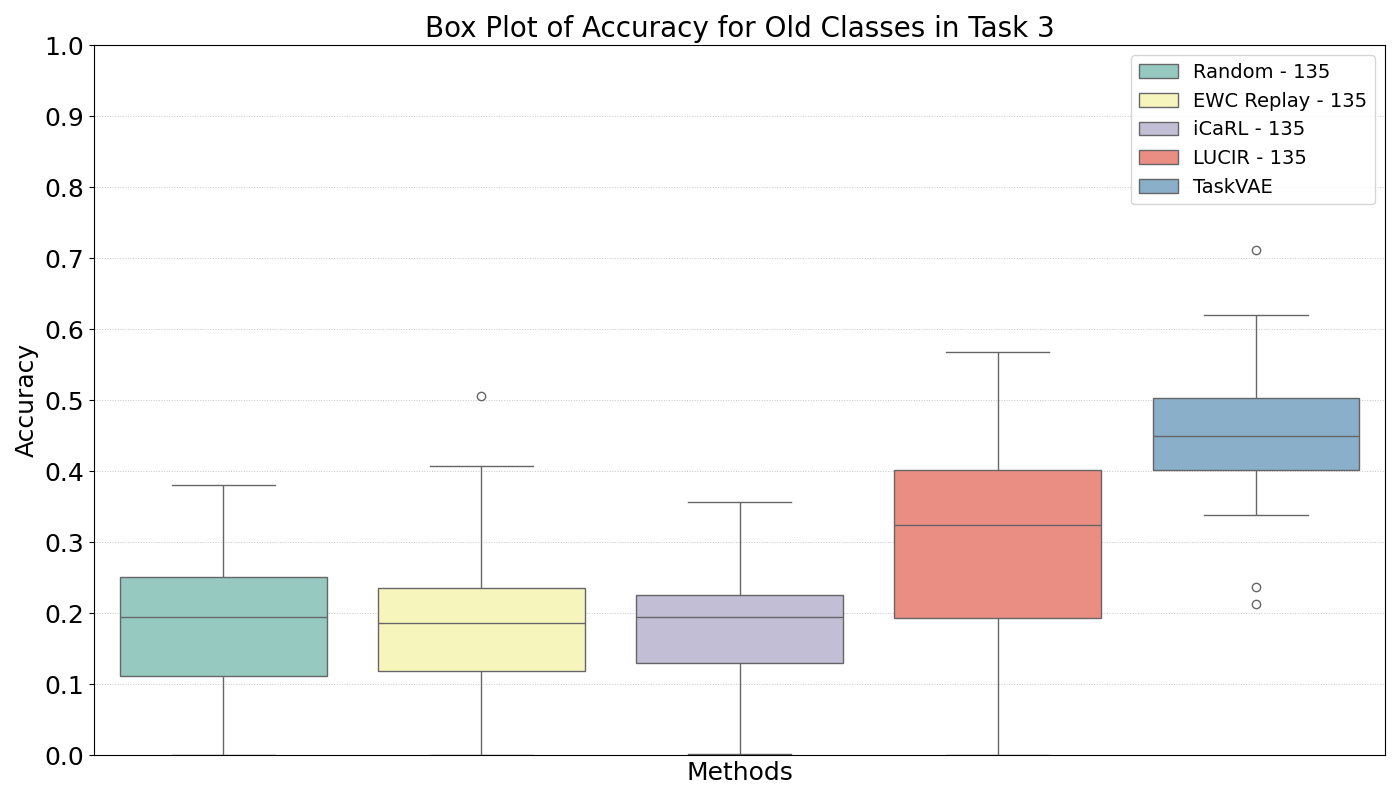 Box Plot of Accuracy for Old Classes in Task 3
1.0
0.9
0.8
0.7
0.6
0.5
0.4
0.3
0.2
0.1
0.0
Accuracy
Methods
Random - 135
EWC Replay - 135
iCaRL - 135
LUCIR - 135
TaskVAE